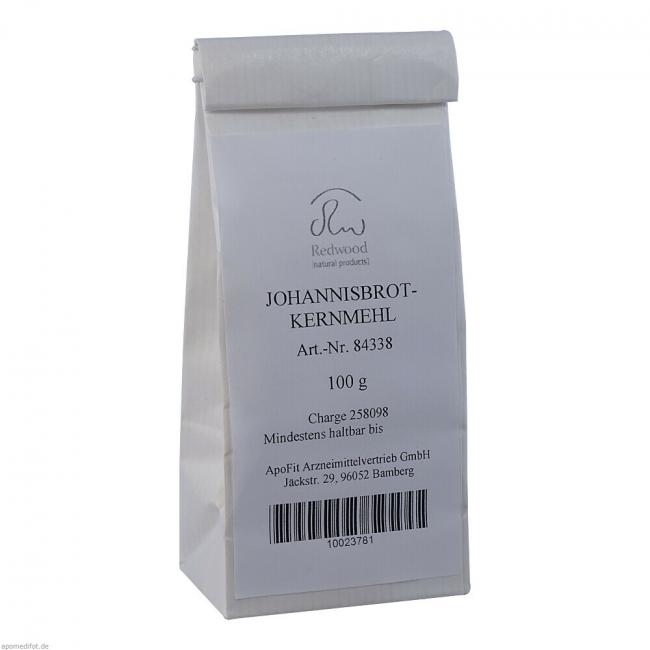 Redwood
[natural products]
JOHANNISBROT-
KERNMEHL
Art.-Nr. 84338
100 g
Charge 258098
Mindestens haltbar bis
ApoFit Arzneimittelvertrieb GmbH
Jäckstr. 29, 96052 Bamberg
10023781
apomedifot.de